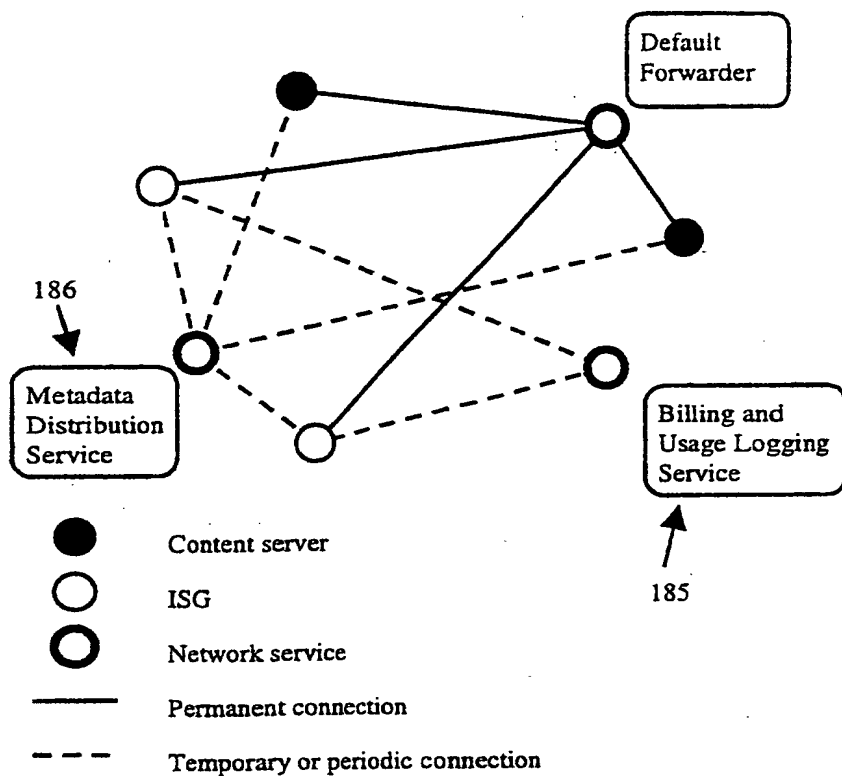 Default
Forwarder
186
Metadata
Distribution
Service
Billing and
Usage Logging
Service
185
Content server
ISG
Network service
Permanent connection
Temporary or periodic connection